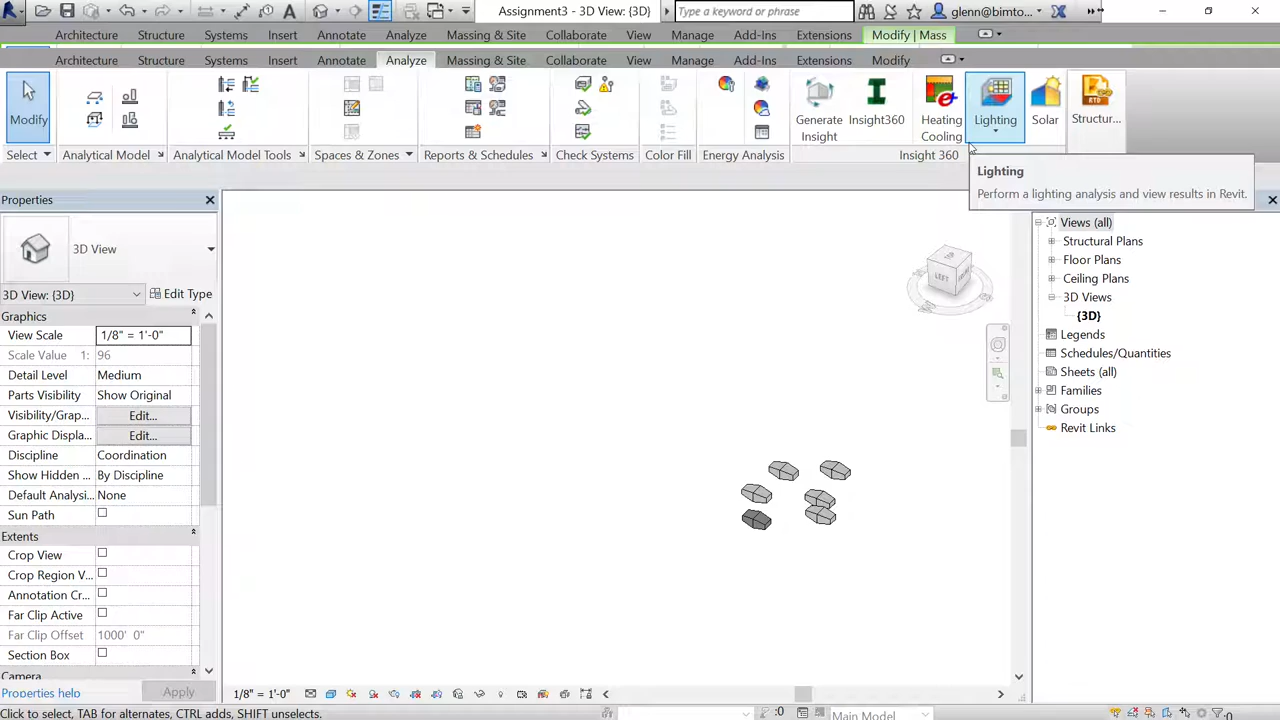 Assignment3 - 3D View: {3D}
Type a keyword or phrase
glenn@bimto...
Architecture Structure Systems Insert Annotate Analyze Massing & Site Collaborate View Manage Add-Ins Extensions Modify | Mass
Architecture Structure Systems Insert Annotate Analyze Massing & Site Collaborate View Manage Add-Ins Extensions Modify
Modify
Generate Insight
Insight360
Heating Cooling
Lighting
Solar
RTD
Structur...
Select
Analytical Model
Analytical Model Tools
Spaces & Zones
Reports & Schedules
Check Systems
Color Fill
Energy Analysis
Insight 360
Lighting
Perform a lighting analysis and view results in Revit.
Properties
3D View
3D View: {3D}
Edit Type
Graphics
View Scale 1/8" = 1'-0"
Scale Value 1: 96
Detail Level Medium
Parts Visibility Show Original
Visibility/Grap... Edit...
Graphic Displa... Edit...
Discipline Coordination
Show Hidden ... By Discipline
Default Analysi... None
Sun Path
Extents
Crop View
Crop Region V...
Annotation Cr...
Far Clip Active
Far Clip Offset 1000' 0"
Section Box
Camera
Properties help
Apply
TOP
LEFT
Views (all)
Structural Plans
Floor Plans
Ceiling Plans
3D Views
{3D}
Legends
Schedules/Quantities
Sheets (all)
Families
Groups
Revit Links
1/8" = 1'-0"
Click to select, TAB for alternates, CTRL adds, SHIFT unselects.
:0
Main Model
:0